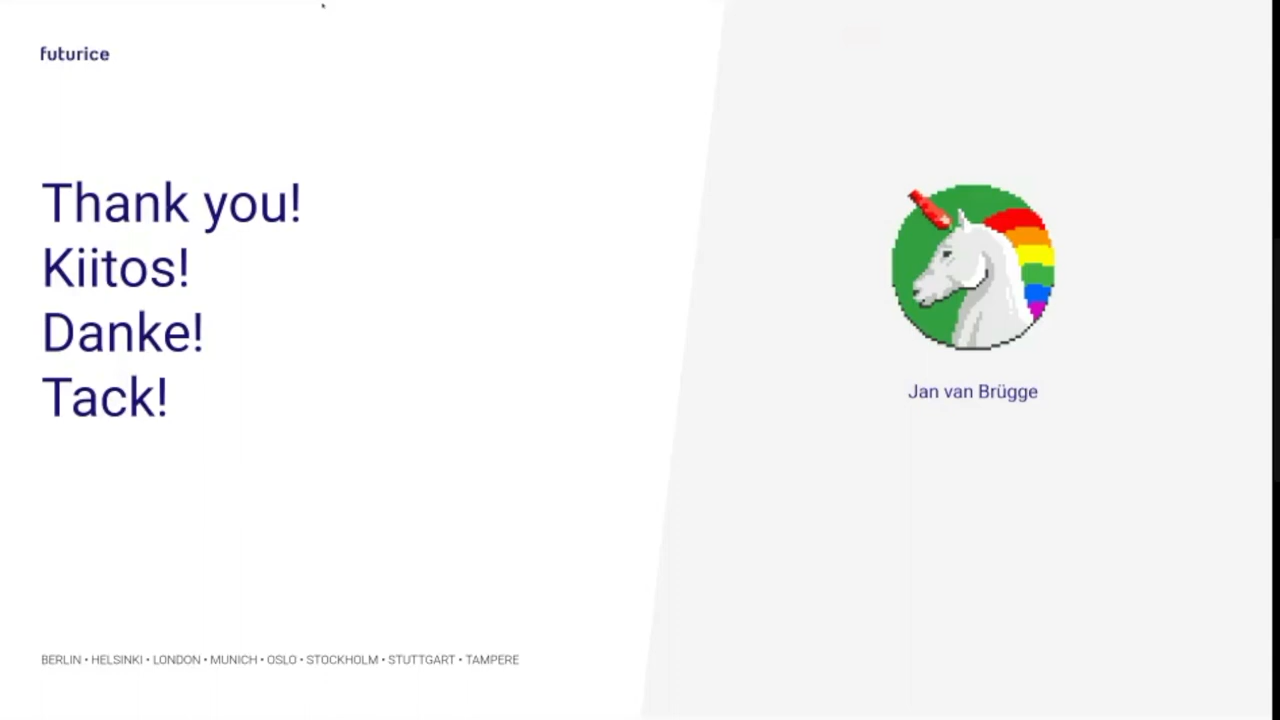 futurice
Thank you!
Kiitos!
Danke!
Tack!
Jan van Brügge
BERLIN • HELSINKI • LONDON • MUNICH • OSLO • STOCKHOLM • STUTTGART • TAMPERE